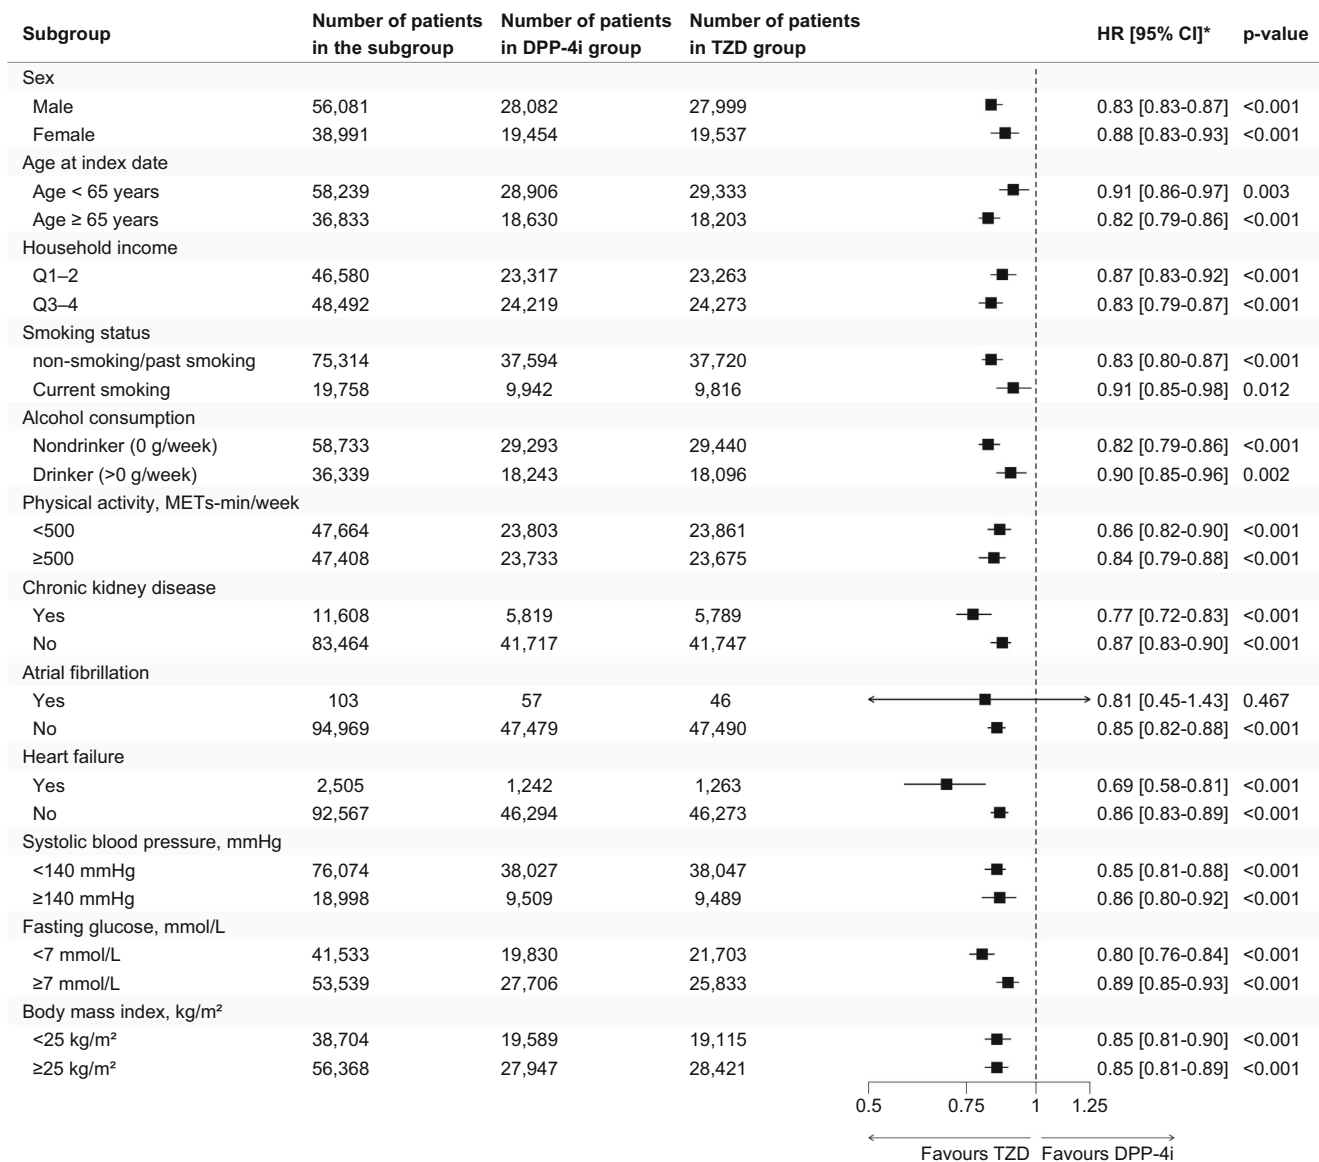 Subgroup Number of patients in the subgroup Number of patients in DPP-4i group Number of patients in TZD group HR [95% CI]* p-value
Sex
Male 56,081 28,082 27,999 0.83 [0.83-0.87] <0.001
Female 38,991 19,454 19,537 0.88 [0.83-0.93] <0.001
Age at index date
Age < 65 years 58,239 28,906 29,333 0.91 [0.86-0.97] 0.003
Age ≥ 65 years 36,833 18,630 18,203 0.82 [0.79-0.86] <0.001
Household income
Q1–2 46,580 23,317 23,263 0.87 [0.83-0.92] <0.001
Q3–4 48,492 24,219 24,273 0.83 [0.79-0.87] <0.001
Smoking status
non-smoking/past smoking 75,314 37,594 37,720 0.83 [0.80-0.87] <0.001
Current smoking 19,758 9,942 9,816 0.91 [0.85-0.98] 0.012
Alcohol consumption
Nondrinker (0 g/week) 58,733 29,293 29,440 0.82 [0.79-0.86] <0.001
Drinker (>0 g/week) 36,339 18,243 18,096 0.90 [0.85-0.96] 0.002
Physical activity, METs-min/week
<500 47,664 23,803 23,861 0.86 [0.82-0.90] <0.001
≥500 47,408 23,733 23,675 0.84 [0.79-0.88] <0.001
Chronic kidney disease
Yes 11,608 5,819 5,789 0.77 [0.72-0.83] <0.001
No 83,464 41,717 41,747 0.87 [0.83-0.90] <0.001
Atrial fibrillation
Yes 103 57 46 0.81 [0.45-1.43] 0.467
No 94,969 47,479 47,490 0.85 [0.82-0.88] <0.001
Heart failure
Yes 2,505 1,242 1,263 0.69 [0.58-0.81] <0.001
No 92,567 46,294 46,273 0.86 [0.83-0.89] <0.001
Systolic blood pressure, mmHg
<140 mmHg 76,074 38,027 38,047 0.85 [0.81-0.88] <0.001
≥140 mmHg 18,998 9,509 9,489 0.86 [0.80-0.92] <0.001
Fasting glucose, mmol/L
<7 mmol/L 41,533 19,830 21,703 0.80 [0.76-0.84] <0.001
≥7 mmol/L 53,539 27,706 25,833 0.89 [0.85-0.93] <0.001
Body mass index, kg/m²
<25 kg/m² 38,704 19,589 19,115 0.85 [0.81-0.90] <0.001
≥25 kg/m² 56,368 27,947 28,421 0.85 [0.81-0.89] <0.001
0.5 0.75 1 1.25
Favours TZD Favours DPP-4i